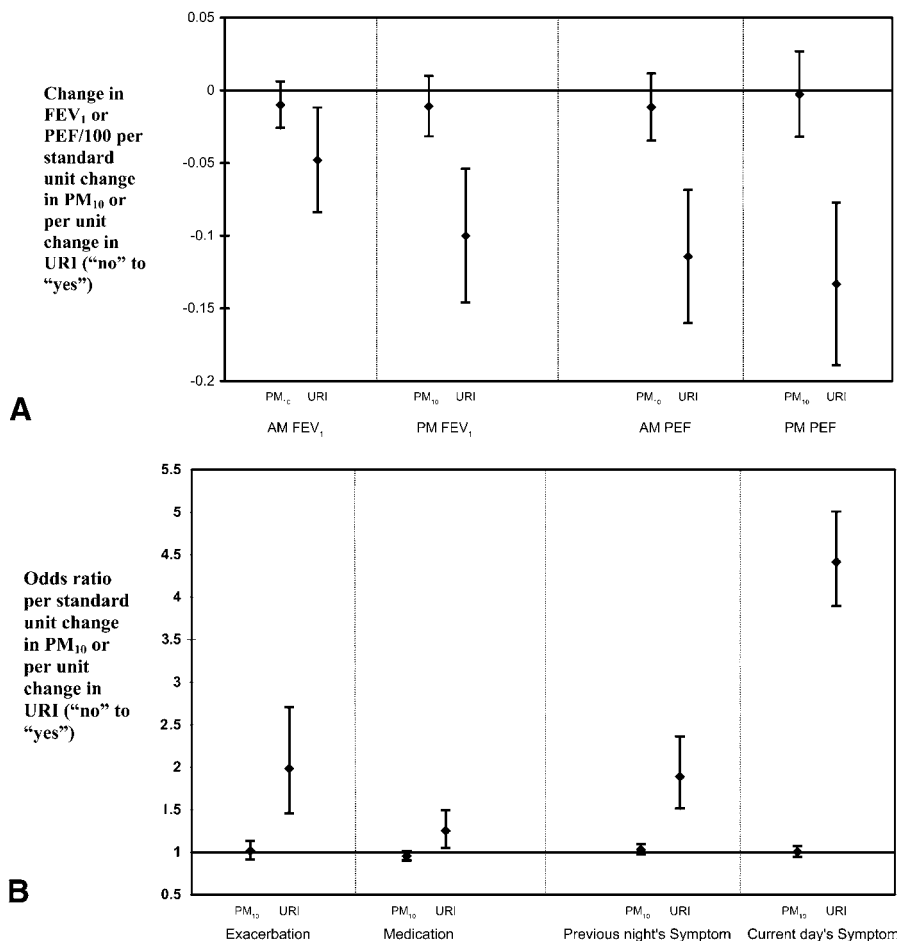 Change in
FEV₁ or
PEF/100 per
standard
unit change
in PM₁₀ or
per unit
change in
URI (“no” to
“yes”)
0.05
0
-0.05
-0.1
-0.15
-0.2
PM₁₀ URI PM₁₀ URI PM₁₀ URI PM₁₀ URI
AM FEV₁ PM FEV₁ AM PEF PM PEF
A
Odds ratio
per standard
unit change
in PM₁₀ or
per unit
change in
URI (“no” to
“yes”)
5.5
5
4.5
4
3.5
3
2.5
2
1.5
1
0.5
PM₁₀ URI PM₁₀ URI PM₁₀ URI PM₁₀ URI
Exacerbation Medication Previous night's Symptom Current day's Symptom
B